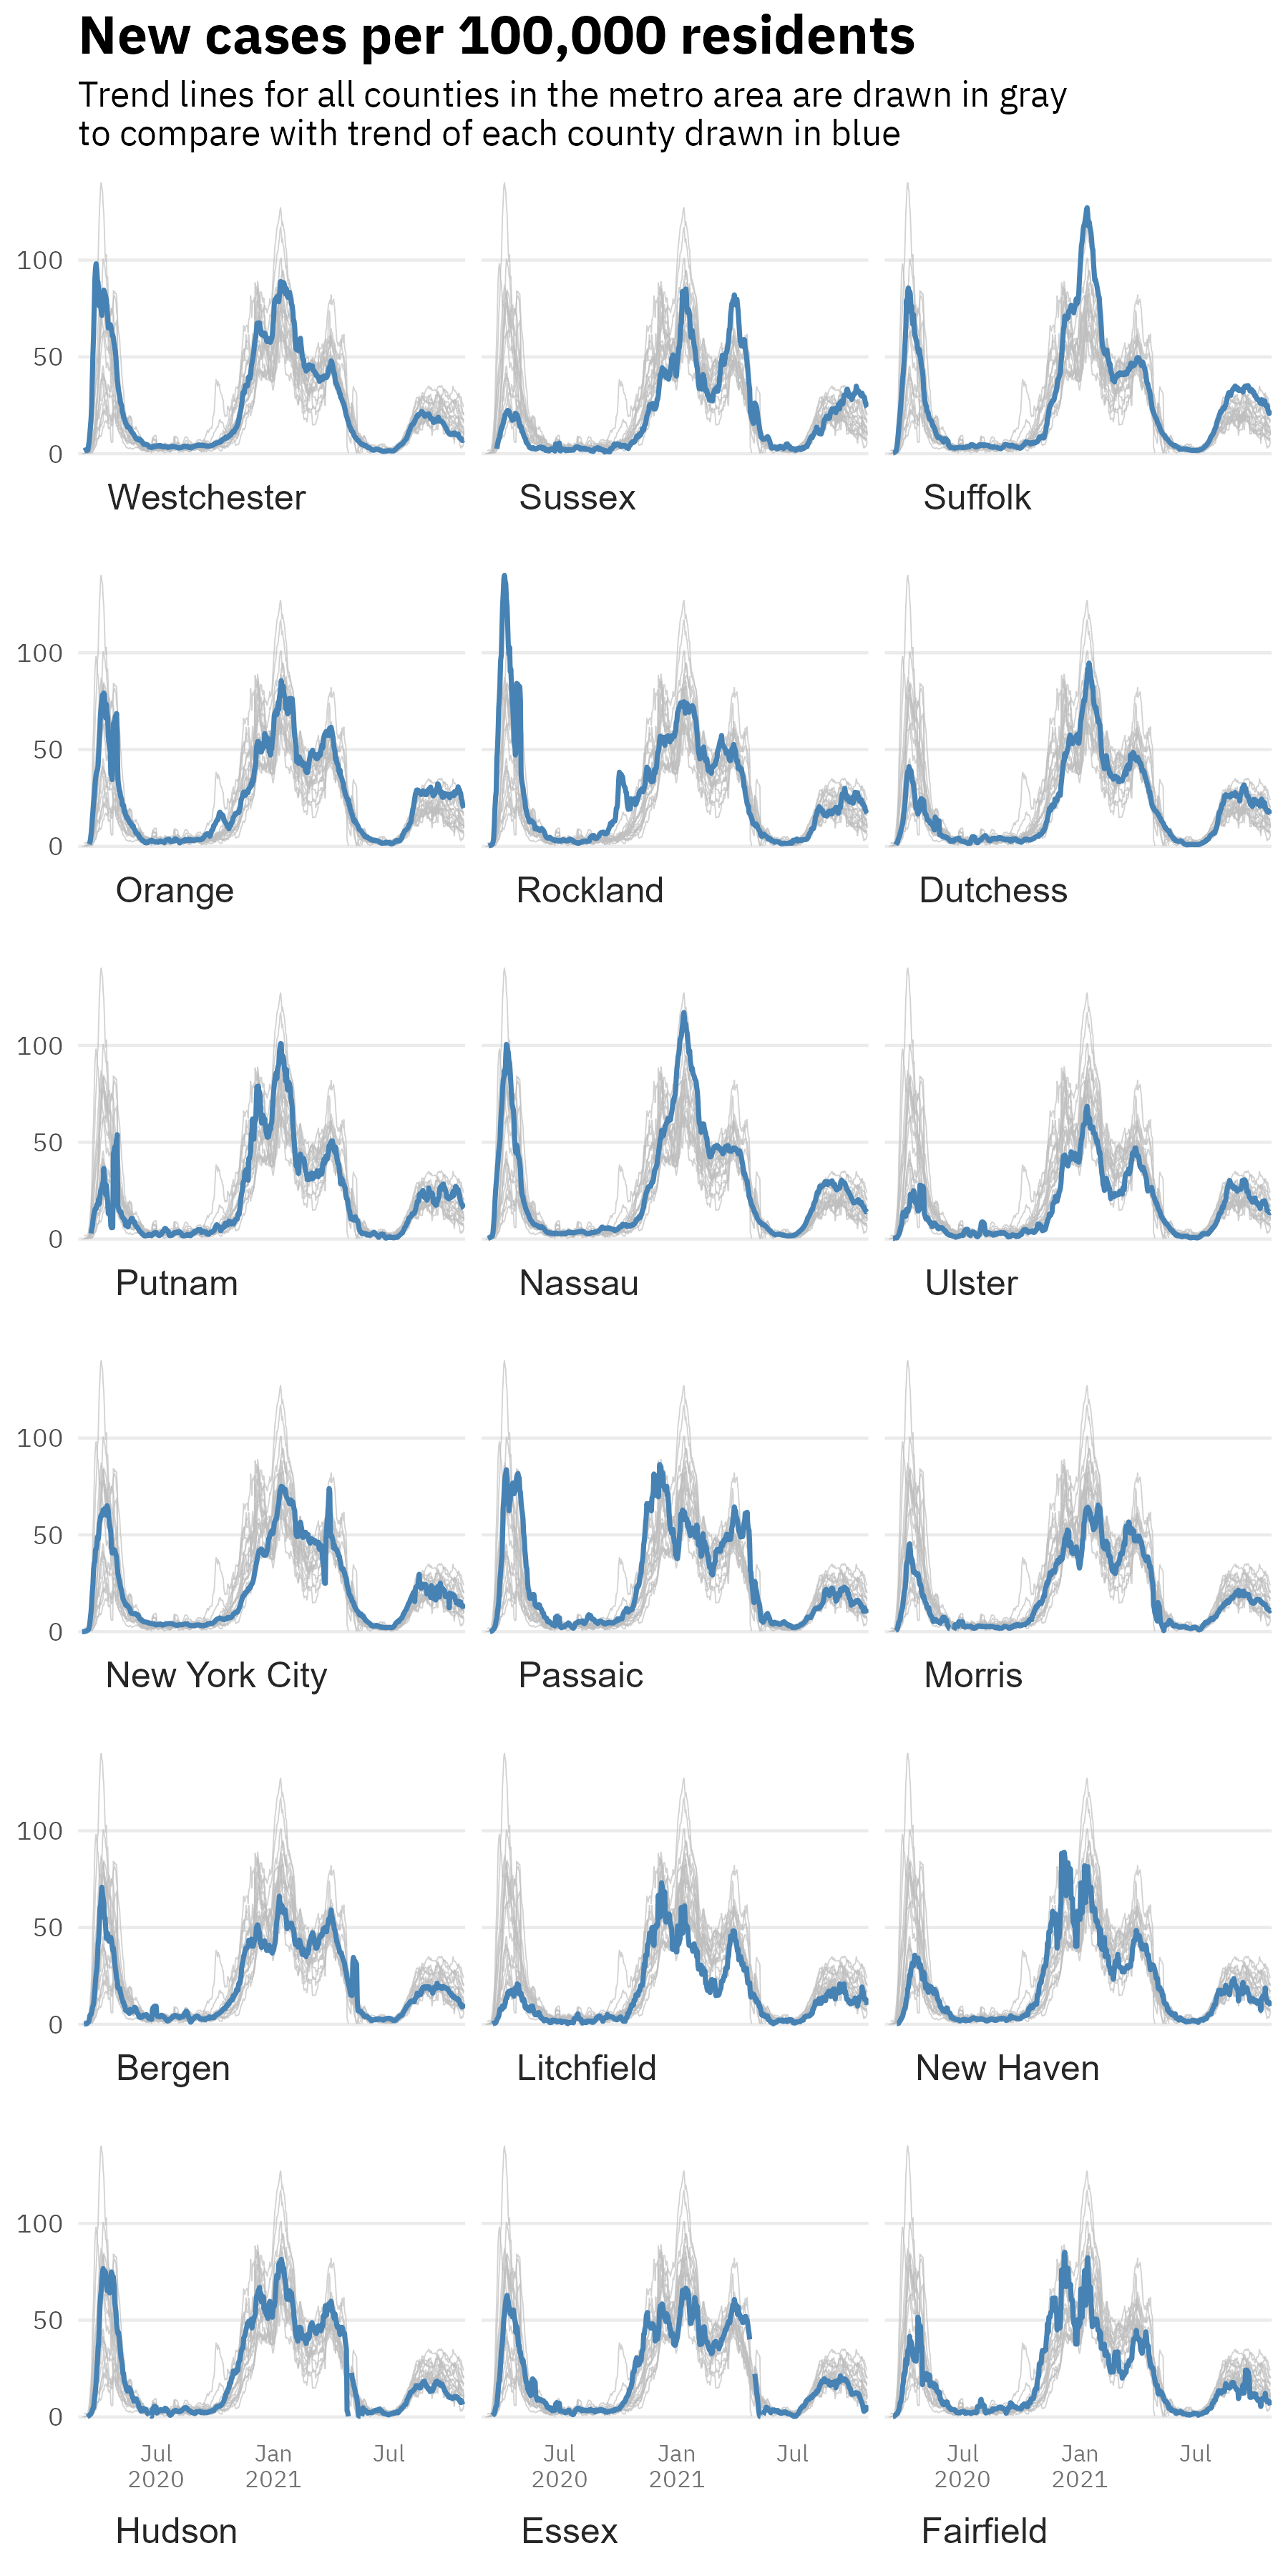 New cases per 100,000 residents
Trend lines for all counties in the metro area are drawn in gray
to compare with trend of each county drawn in blue
100
50
0
Westchester Sussex Suffolk
100
50
0
Orange Rockland Dutchess
100
50
0
Putnam Nassau Ulster
100
50
0
New York City Passaic Morris
100
50
0
Bergen Litchfield New Haven
100
50
0
Jul Jan Jul Jul Jan Jul Jul Jan Jul
2020 2021 2020 2021 2020 2021
Hudson Essex Fairfield